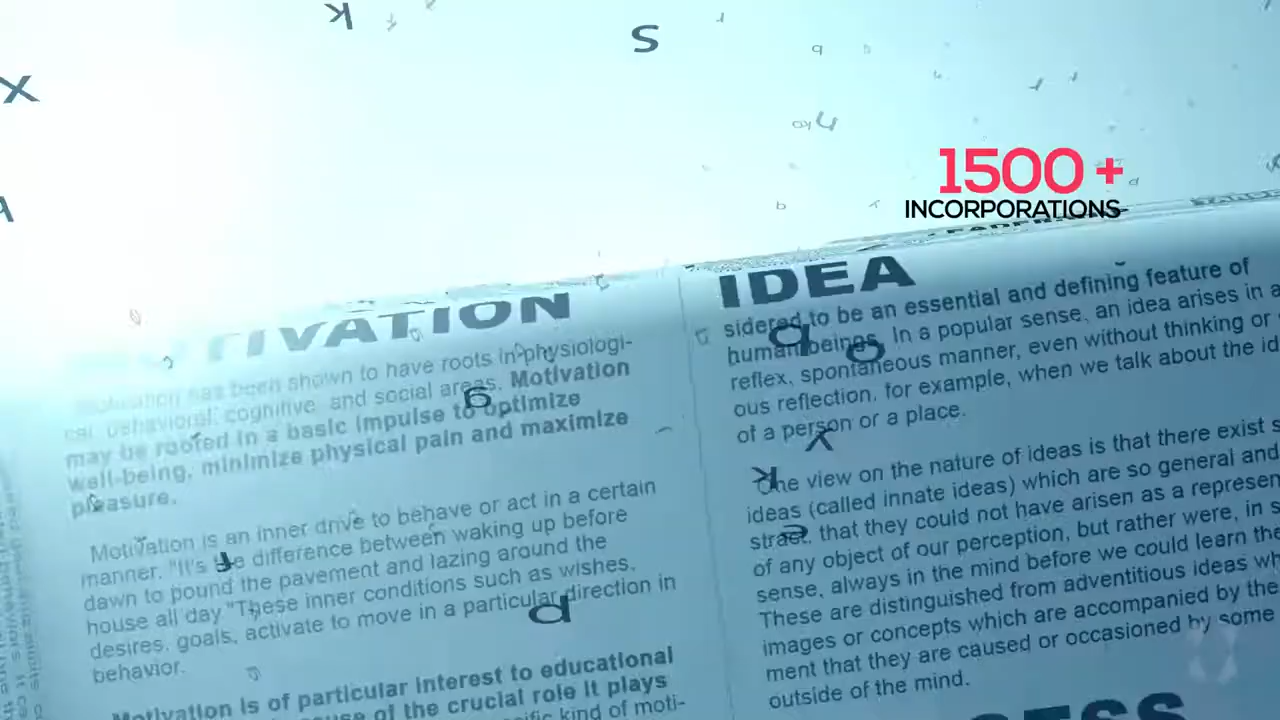 1500 +
INCORPORATIONS
TIVATION
Motivation has been shown to have roots in physiologi-
cal, behavioral, cognitive, and social areas. Motivation
may be rooted in a basic impulse to optimize
well-being, minimize physical pain and maximize
pleasure.
Motivation is an inner drive to behave or act in a certain
manner. "It's the difference between waking up before
dawn to pound the pavement and lazing around the
house all day "These inner conditions such as wishes,
desires, goals, activate to move in a particular direction in
behavior.
Motivation is of particular interest to educational
of the crucial role it plays
kind of moti-
IDEA
sidered to be an essential and defining feature of
human beings. In a popular sense, an idea arises in a
reflex, spontaneous manner, even without thinking or
ous reflection, for example, when we talk about the
of a person or a place.
One view on the nature of ideas is that there exist
ideas (called innate ideas) which are so general and
stract, that they could not have arisen as a represen
of any object of our perception, but rather were, in
sense, always in the mind before we could learn the
These are distinguished from adventitious ideas
images or concepts which are accompanied by the
ment that they are caused or occasioned by some
outside of the mind.
ESS